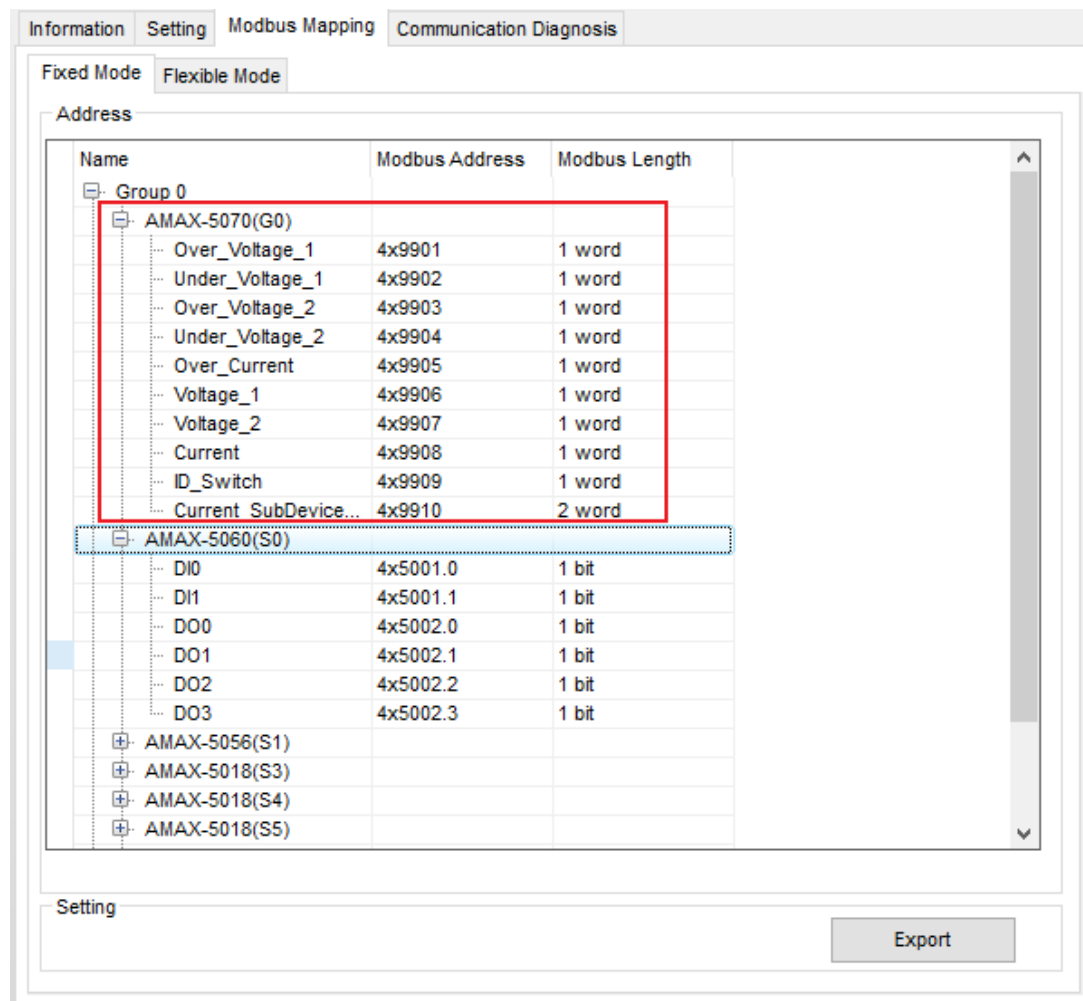 Information Setting Modbus Mapping Communication Diagnosis
Fixed Mode Flexible Mode
Address
Name Modbus Address Modbus Length
Group 0
AMAX-5070(G0)
Over_Voltage_1 4x9901 1 word
Under_Voltage_1 4x9902 1 word
Over_Voltage_2 4x9903 1 word
Under_Voltage_2 4x9904 1 word
Over_Current 4x9905 1 word
Voltage_1 4x9906 1 word
Voltage_2 4x9907 1 word
Current 4x9908 1 word
ID_Switch 4x9909 1 word
Current_SubDevice... 4x9910 2 word
AMAX-5060(S0)
DI0 4x5001.0 1 bit
DI1 4x5001.1 1 bit
DO0 4x5002.0 1 bit
DO1 4x5002.1 1 bit
DO2 4x5002.2 1 bit
DO3 4x5002.3 1 bit
AMAX-5056(S1)
AMAX-5018(S3)
AMAX-5018(S4)
AMAX-5018(S5)
Setting
Export